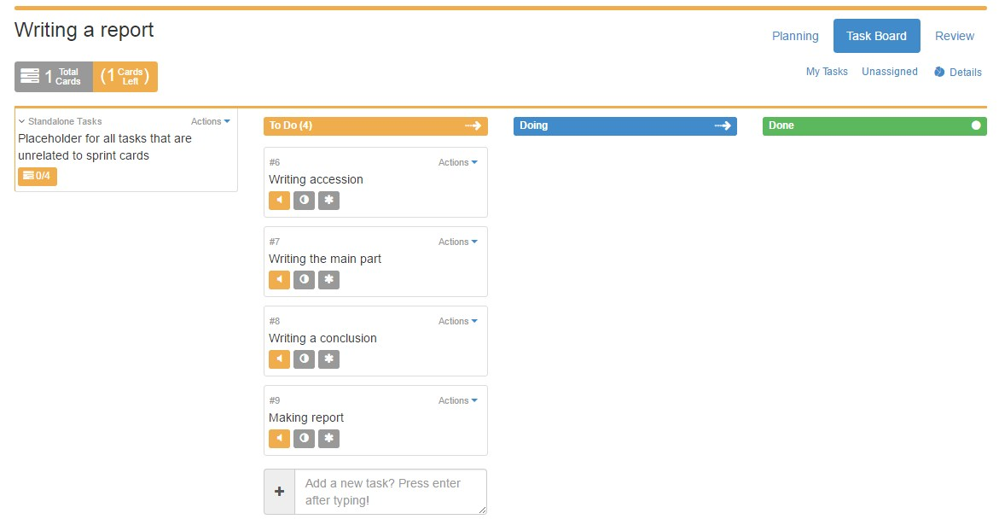 Writing a report
Planning
Task Board
Review
1 Total Cards
(1 Cards Left)
My Tasks
Unassigned
Details
Standalone Tasks
Actions
Placeholder for all tasks that are
unrelated to sprint cards
0/4
To Do (4)
Doing
Done
#6
Actions
Writing accession
#7
Actions
Writing the main part
#8
Actions
Writing a conclusion
#9
Actions
Making report
+
Add a new task? Press enter
after typing!